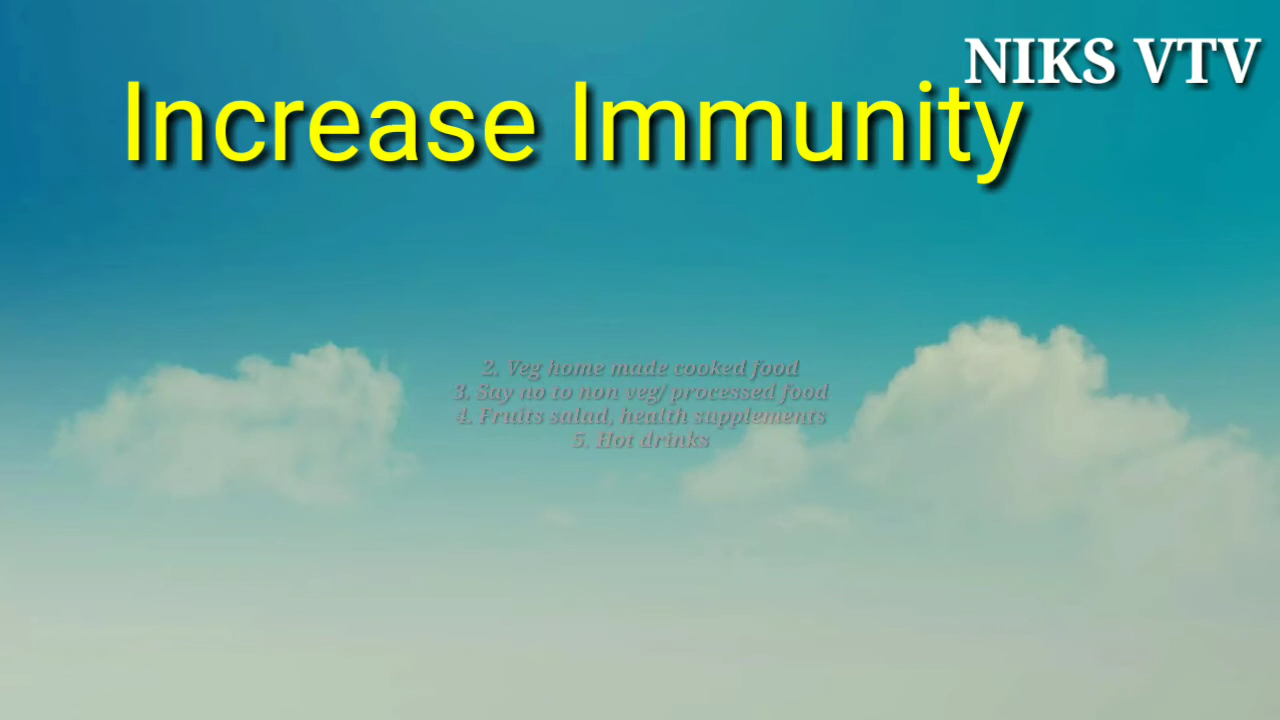 NIKS VTV
Increase Immunity
2. Veg home made cooked food
3. Say no to non veg/ processed food
4. Fruits salad, health supplements
5. Hot drinks